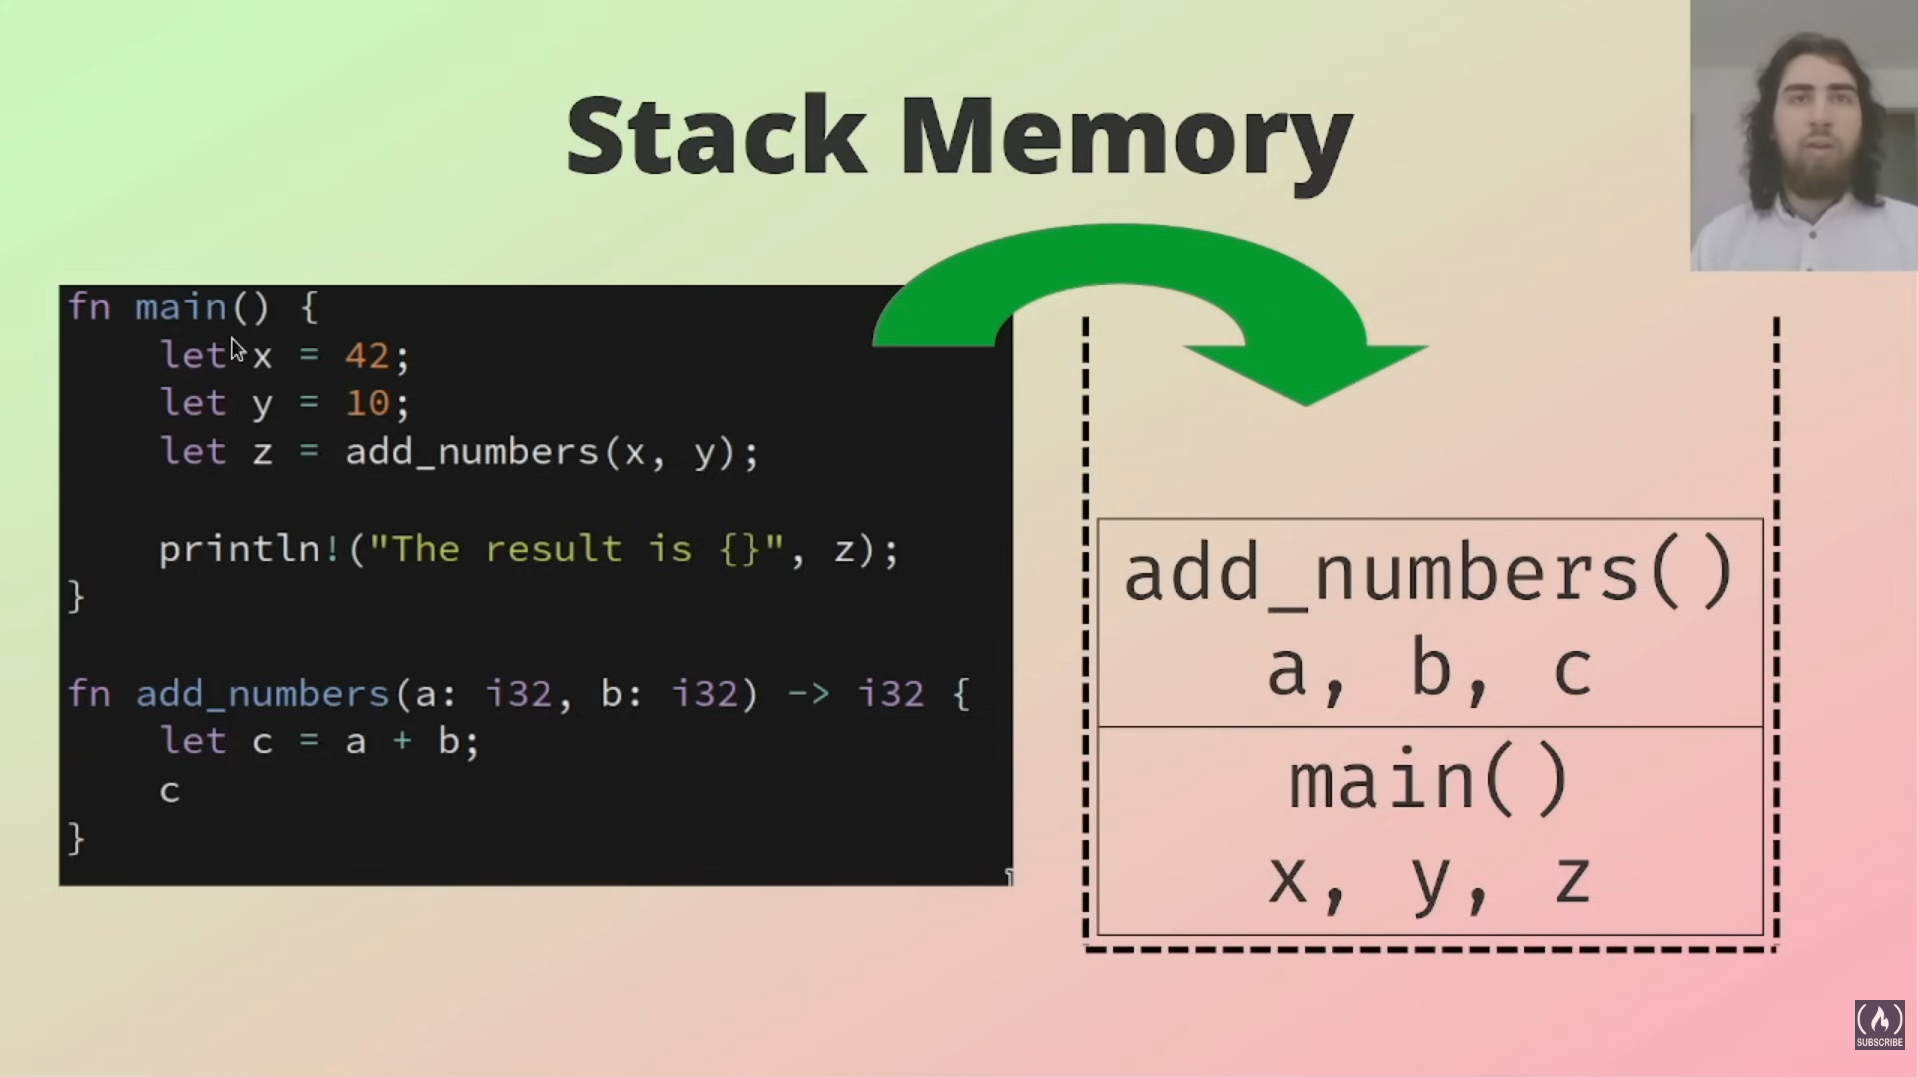 Stack Memory
fn main() {
    let x = 42;
    let y = 10;
    let z = add_numbers(x, y);
    println!("The result is {}", z);
}
fn add_numbers(a: i32, b: i32) -> i32 {
    let c = a + b;
    c
}
add_numbers()
a, b, c
main()
x, y, z
SUBSCRIBE